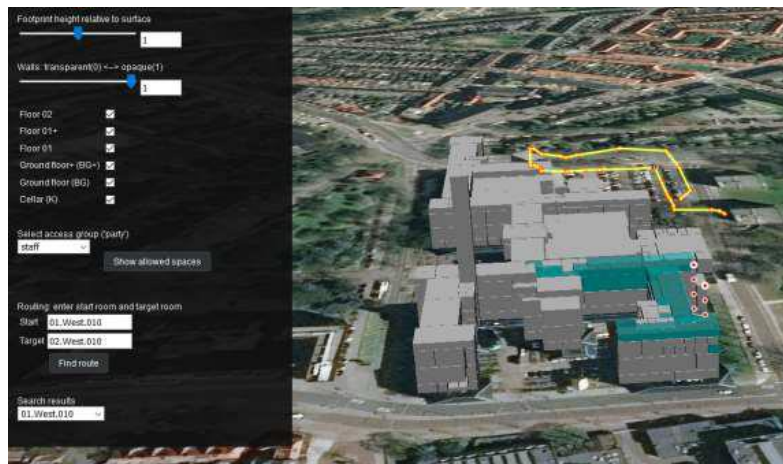 Footprint height relative to surface
1
Walls: transparent(0) <--> opaque(1)
1
Floor 02
Floor 01+
Floor 01
Ground floor+ (BG+)
Ground floor (BG)
Cellar (K)
Select access group ('party')
staff
Show allowed spaces
Routing: enter start room and target room
Start 01.West.010
Target 02.West.010
Find route
Search results
01.West.010